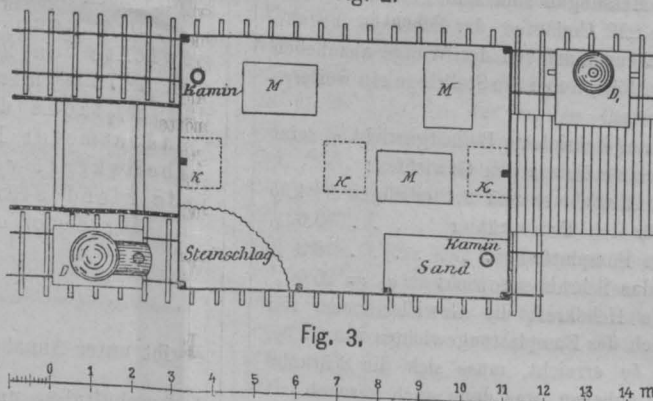 Kamin
M
M
D₁
K
K
M
K
Kamin
D
Steinschlag
Sand
Fig. 3.
0 1 2 3 4 5 6 7 8 9 10 11 12 13 14 m